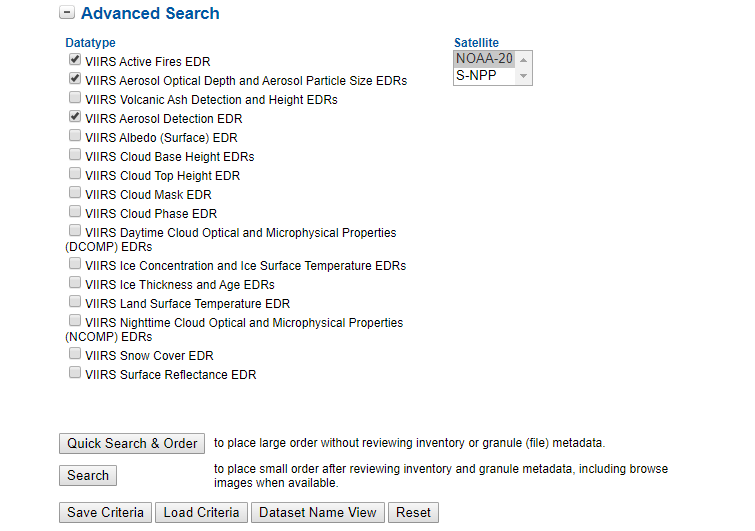 Advanced Search
Datatype
Satellite
VIIRS Active Fires EDR
NOAA-20
VIIRS Aerosol Optical Depth and Aerosol Particle Size EDRs
S-NPP
VIIRS Volcanic Ash Detection and Height EDRs
VIIRS Aerosol Detection EDR
VIIRS Albedo (Surface) EDR
VIIRS Cloud Base Height EDRs
VIIRS Cloud Top Height EDR
VIIRS Cloud Mask EDR
VIIRS Cloud Phase EDR
VIIRS Daytime Cloud Optical and Microphysical Properties
(DCOMP) EDRs
VIIRS Ice Concentration and Ice Surface Temperature EDRs
VIIRS Ice Thickness and Age EDRs
VIIRS Land Surface Temperature EDR
VIIRS Nighttime Cloud Optical and Microphysical Properties
(NCOMP) EDRs
VIIRS Snow Cover EDR
VIIRS Surface Reflectance EDR
Quick Search & Order
to place large order without reviewing inventory or granule (file) metadata.
Search
to place small order after reviewing inventory and granule metadata, including browse
images when available.
Save Criteria
Load Criteria
Dataset Name View
Reset